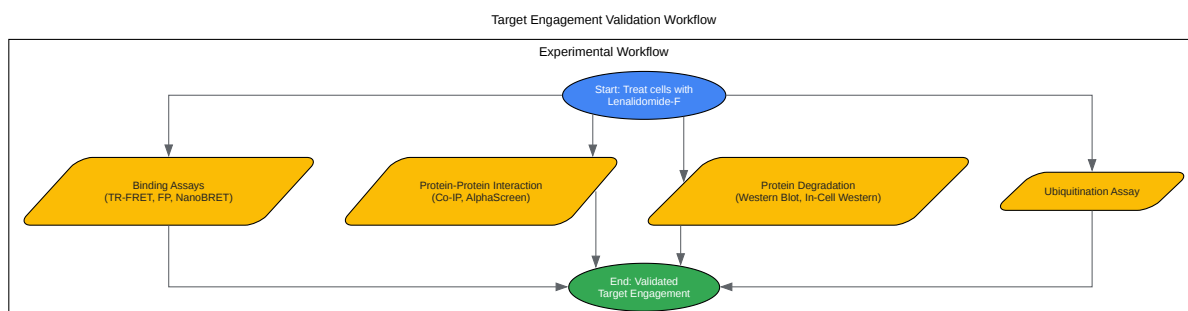 Target Engagement Validation Workflow
Experimental Workflow
Start: Treat cells with
Lenalidomide-F
Binding Assays
(TR-FRET, FP, NanoBRET)
Protein-Protein Interaction
(Co-IP, AlphaScreen)
Protein Degradation
(Western Blot, In-Cell Western)
Ubiquitination Assay
End: Validated
Target Engagement